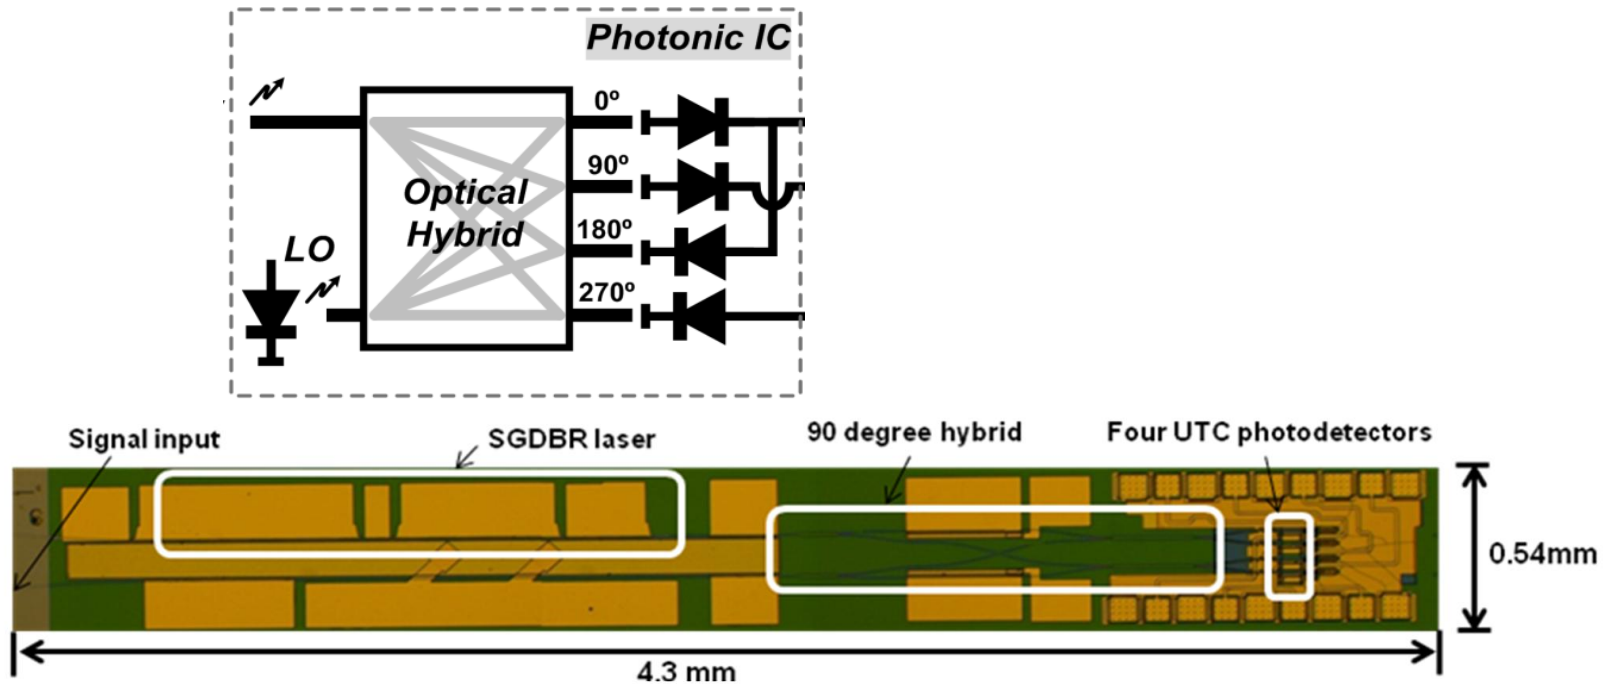 Photonic IC
0º
90º
Optical
Hybrid
180º
LO
270º
Signal input
SGDBR laser
90 degree hybrid
Four UTC photodetectors
0.54mm
4.3 mm